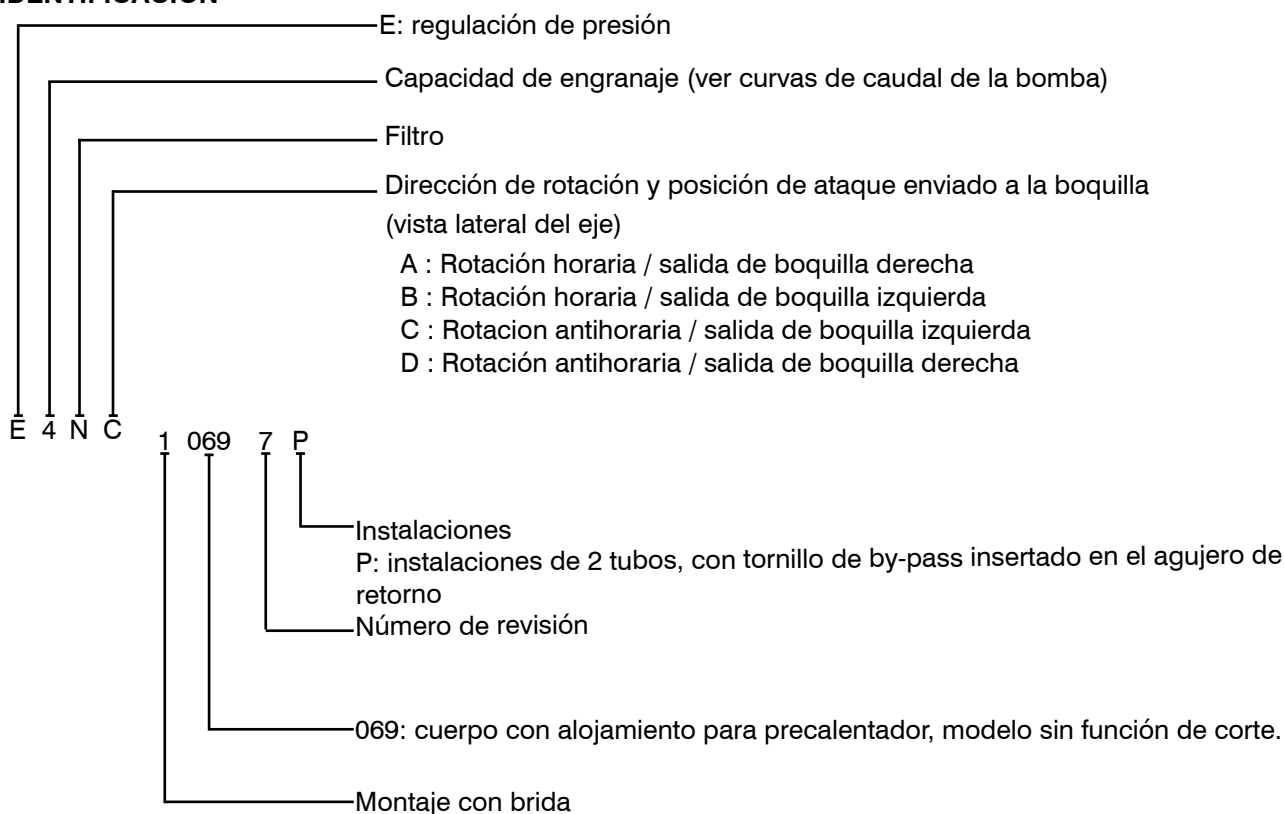 IDENTIFICACIÓN
E: regulación de presión
Capacidad de engranaje (ver curvas de caudal de la bomba)
Filtro
Dirección de rotación y posición de ataque enviado a la boquilla
(vista lateral del eje)
A : Rotación horaria / salida de boquilla derecha
B : Rotación horaria / salida de boquilla izquierda
C : Rotacion antihoraria / salida de boquilla izquierda
D : Rotación antihoraria / salida de boquilla derecha
E 4 N C
1 069 7 P
Instalaciones
P: instalaciones de 2 tubos, con tornillo de by-pass insertado en el agujero de
retorno
Número de revisión
069: cuerpo con alojamiento para precalentador, modelo sin función de corte.
Montaje con brida